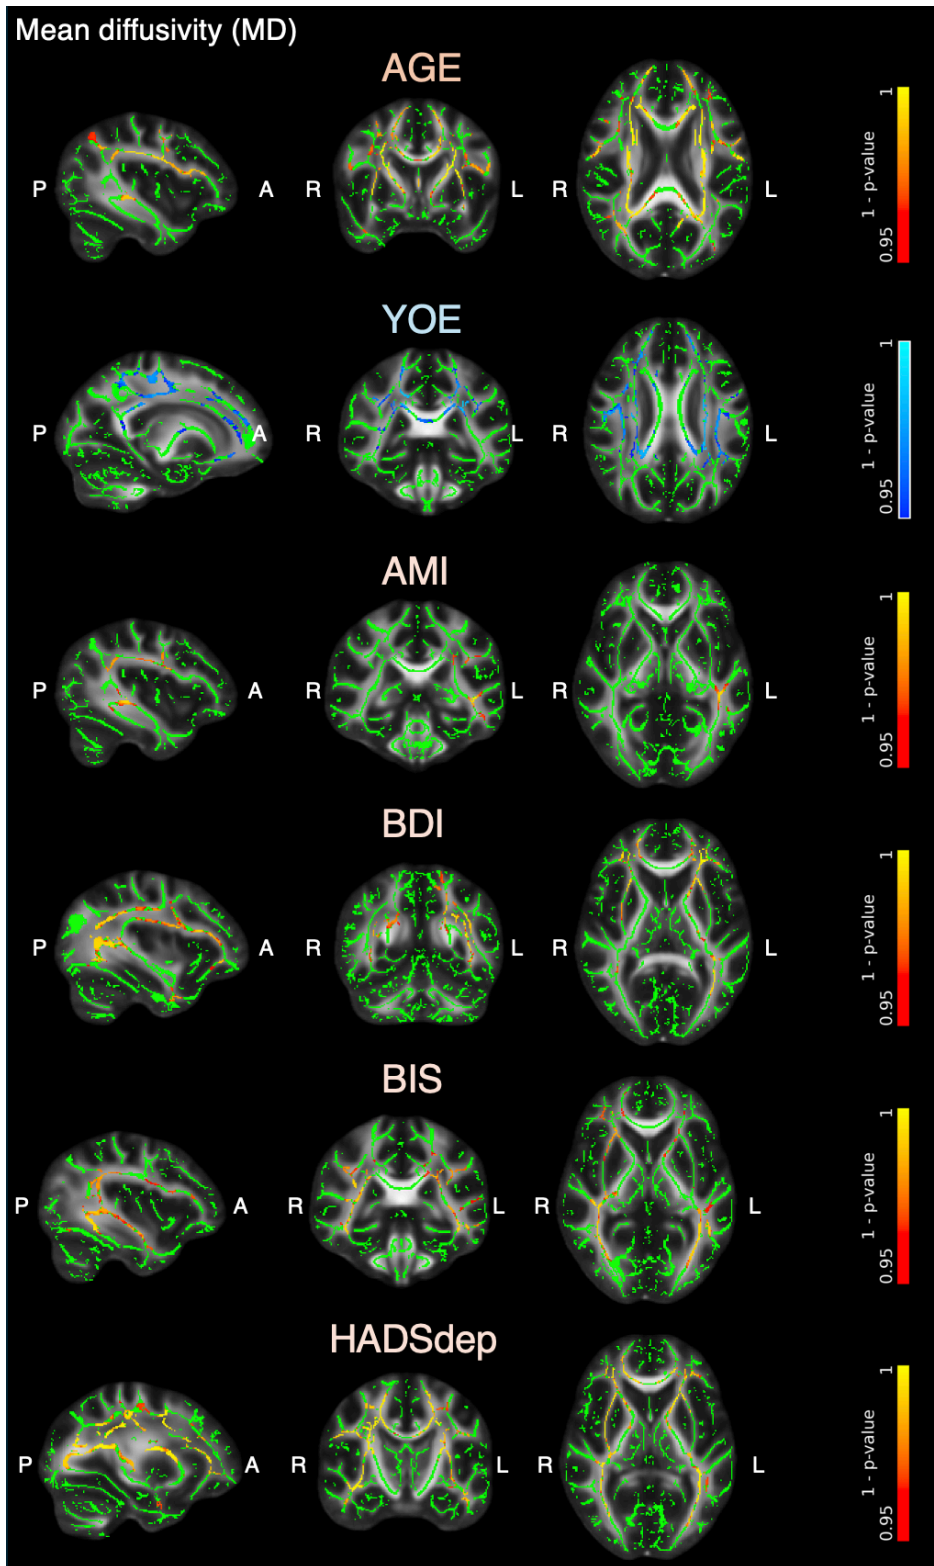 Mean diffusivity (MD)
AGE
P A R L R L
1
1 - p-value
0.95
YOE
P A R L R L
1
1 - p-value
0.95
AMI
P A R L R L
1
1 - p-value
0.95
BDI
P A R L R L
1
1 - p-value
0.95
BIS
P A R L R L
1
1 - p-value
0.95
HADSdep
P A R L R L
1
1 - p-value
0.95